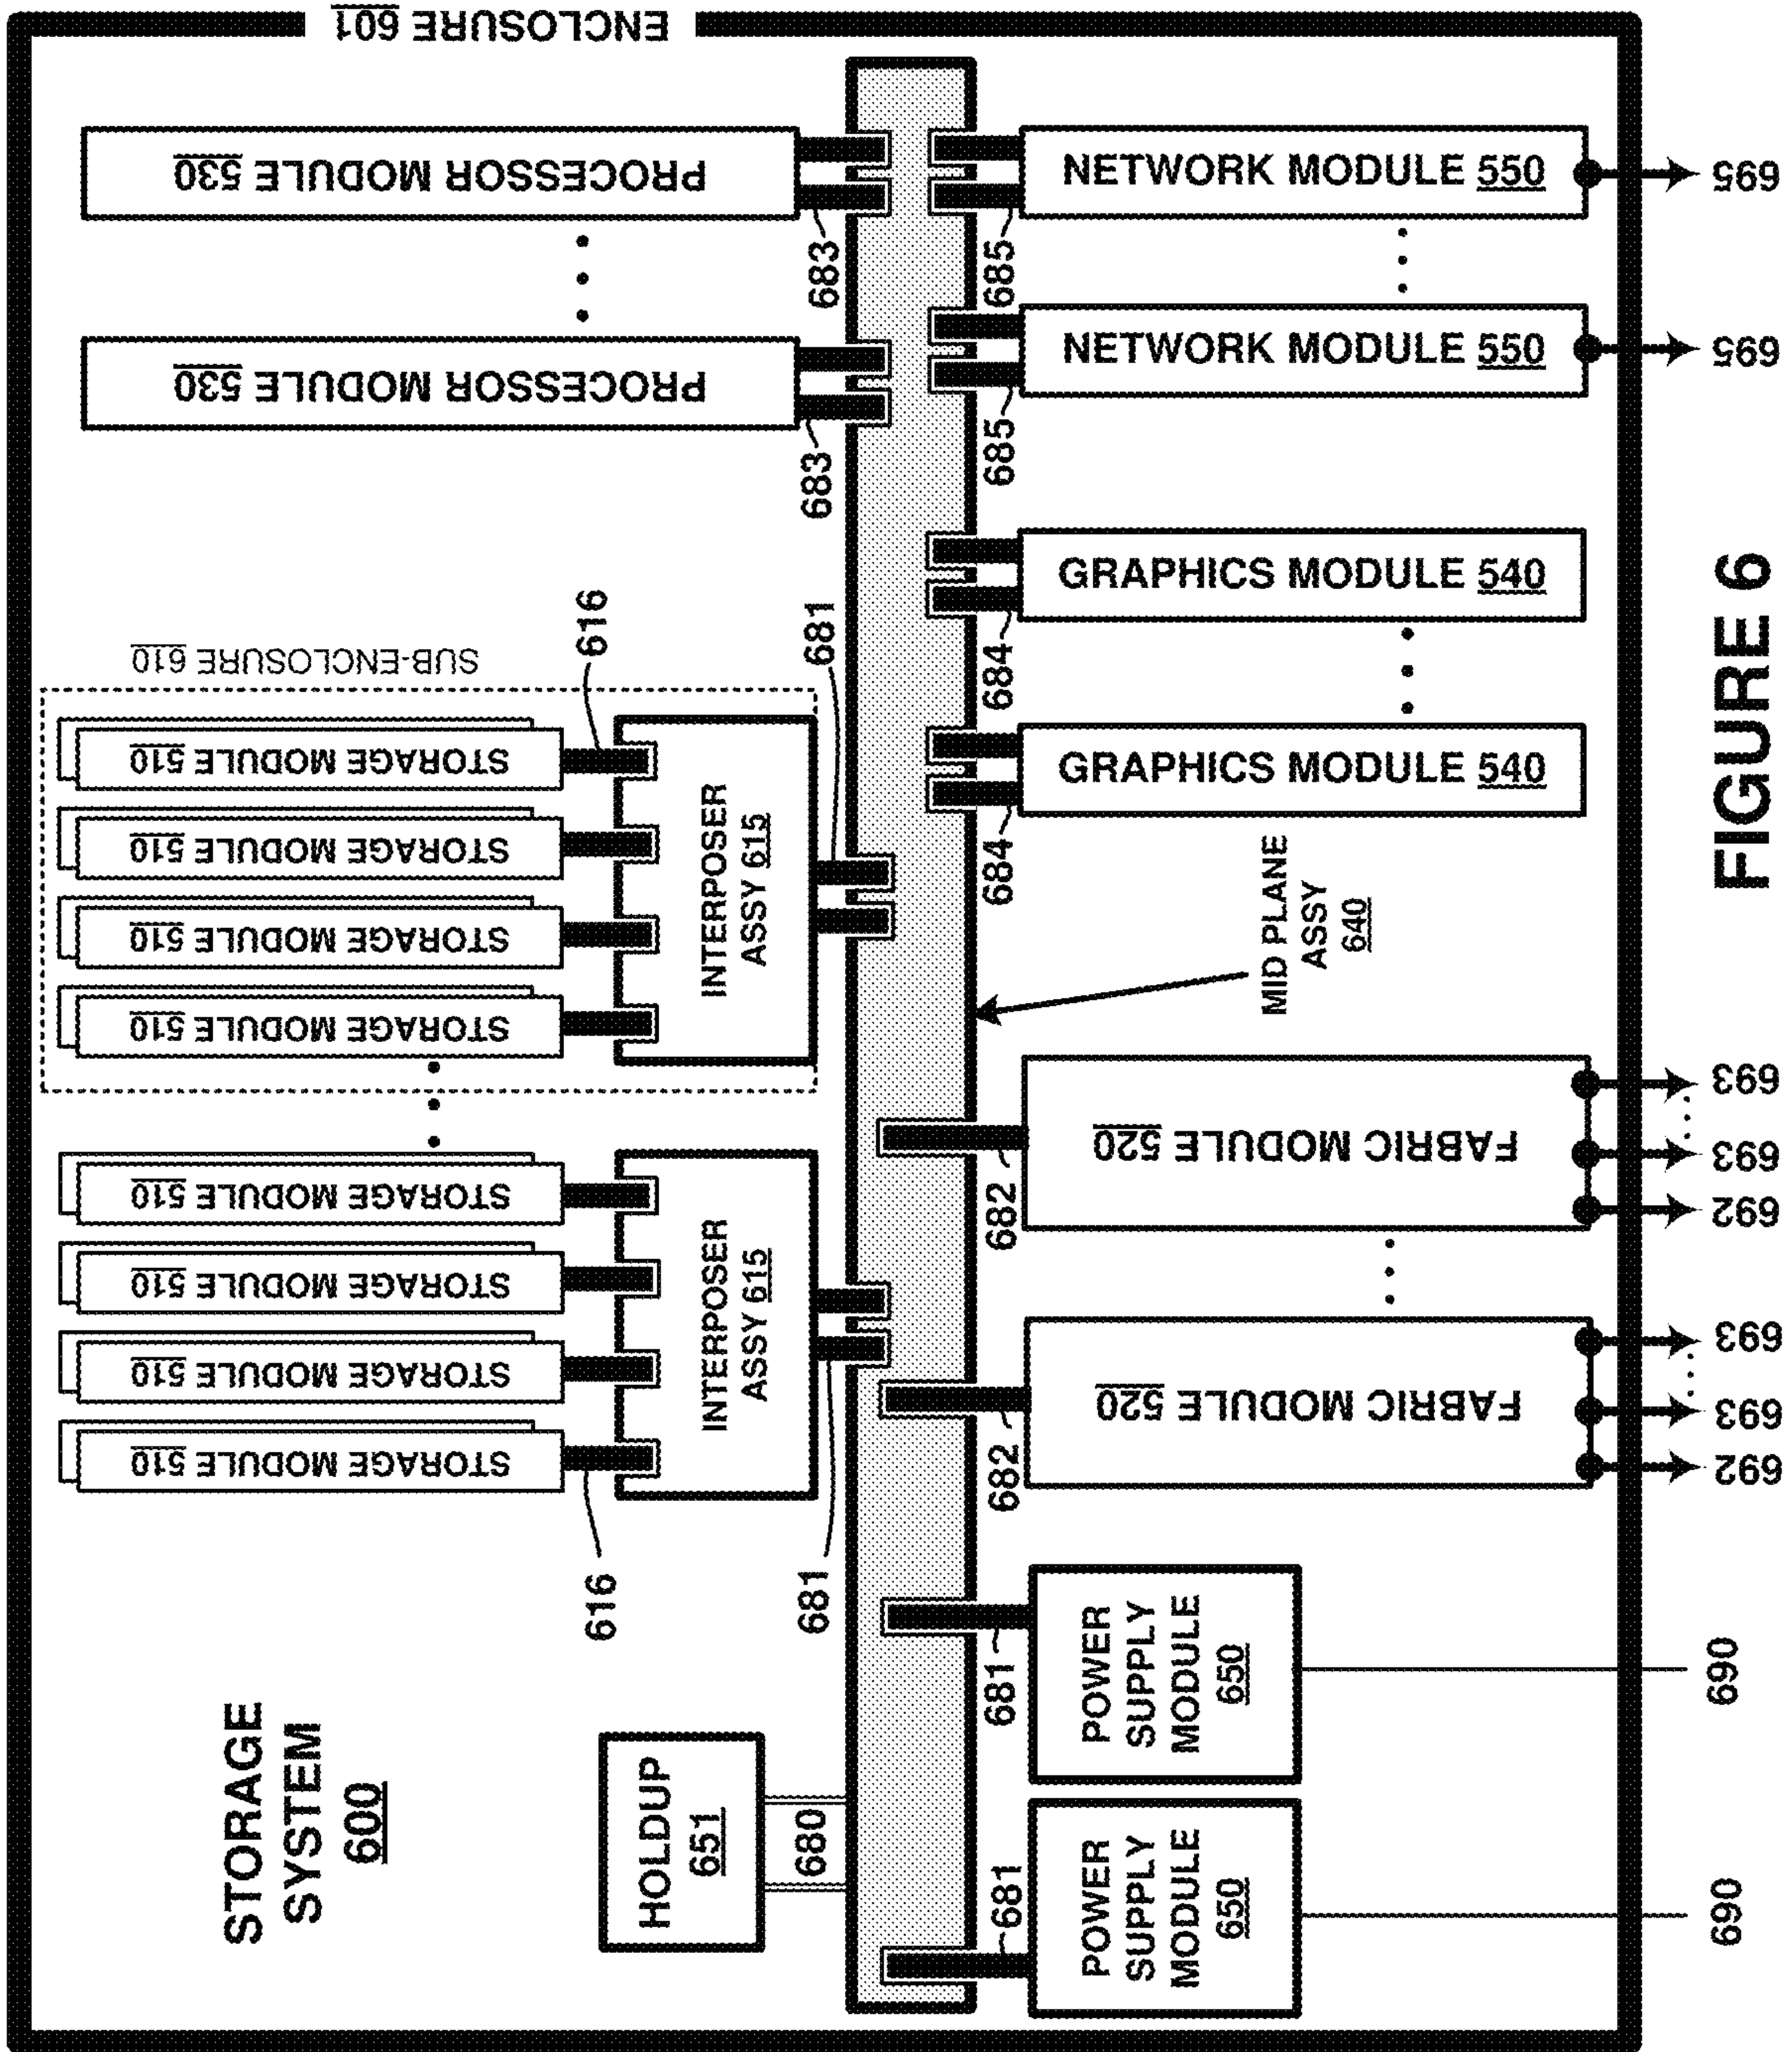 STORAGE
SYSTEM
600
ENCLOSURE 601
STORAGE MODULE 510
STORAGE MODULE 510
STORAGE MODULE 510
STORAGE MODULE 510
STORAGE MODULE 510
STORAGE MODULE 510
STORAGE MODULE 510
STORAGE MODULE 510
SUB-ENCLOSURE 610
PROCESSOR MODULE 530
PROCESSOR MODULE 530
616
616
HOLDUP
651
INTERPOSER
ASSY 615
INTERPOSER
ASSY 615
680
681
681
683
683
681
681
682
682
684
684
685
685
POWER
SUPPLY
MODULE
650
POWER
SUPPLY
MODULE
650
FABRIC MODULE 520
FABRIC MODULE 520
MID PLANE
ASSY
640
GRAPHICS MODULE 540
GRAPHICS MODULE 540
NETWORK MODULE 550
NETWORK MODULE 550
690
690
692
693
693
692
693
693
695
695
FIGURE 6